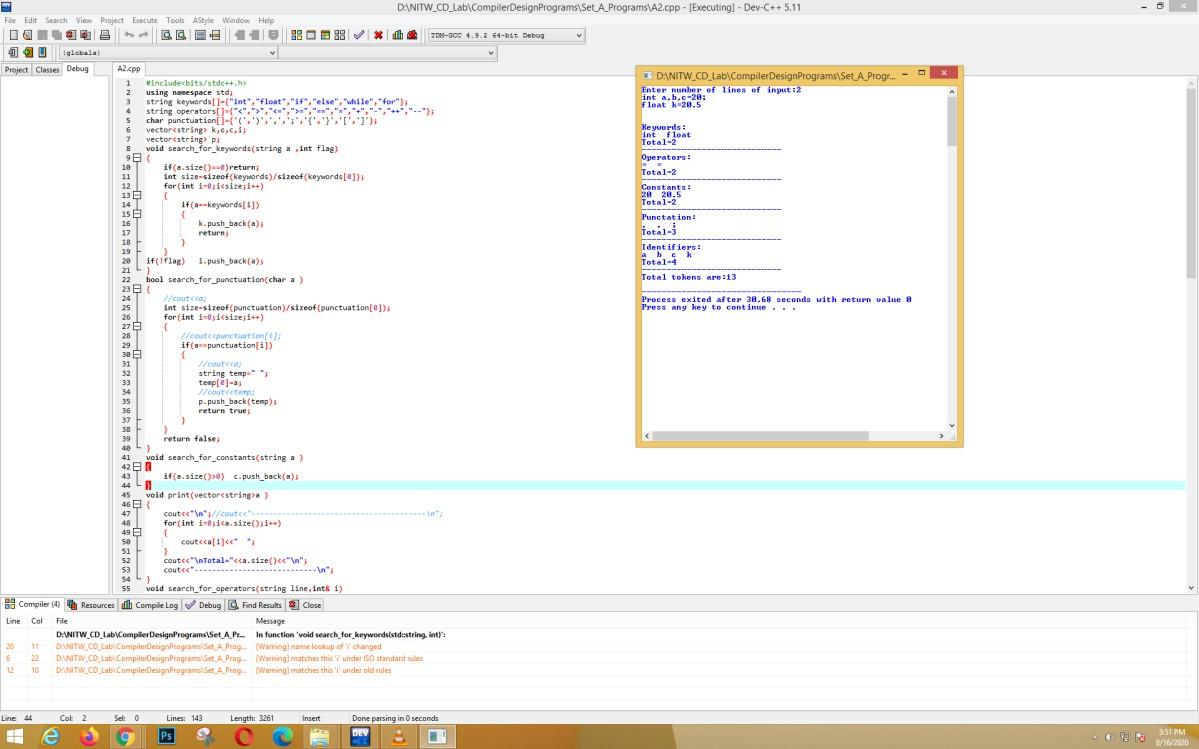 D:\NITW_CD_Lab\CompilerDesignPrograms\Set_A_Programs\A2.cpp - [Executing] - Dev-C++ 5.11
File Edit Search View Project Execute Tools AStyle Window Help
TDM-GCC 4.9.2 64-bit Debug
(globals)
Project Classes Debug
A2.cpp
1 #include<bits/stdc++.h>
2 using namespace std;
3 string keywords[]={"int","float","if","else","while","for"};
4 string operators[]={"<",">","<=",">=","==","=","+","-","++","--"};
5 char punctuation[]={'(',')',',',';','{','}','[',']'};
6 vector<string> k,o,c,i;
7 vector<string> p;
8 void search_for_keywords(string a ,int flag)
9 {
10 if(a.size()==0)return;
11 int size=sizeof(keywords)/sizeof(keywords[0]);
12 for(int i=0;i<size;i++)
13 {
14 if(a==keywords[i])
15 {
16 k.push_back(a);
17 return;
18 }
19 }
20 if(!flag) i.push_back(a);
21 }
22 bool search_for_punctuation(char a )
23 {
24 //cout<<a;
25 int size=sizeof(punctuation)/sizeof(punctuation[0]);
26 for(int i=0;i<size;i++)
27 {
28 //cout<<punctuation[i];
29 if(a==punctuation[i])
30 {
31 //cout<<a;
32 string temp=" ";
33 temp[0]=a;
34 //cout<<temp;
35 p.push_back(temp);
36 return true;
37 }
38 }
39 return false;
40 }
41 void search_for_constants(string a )
42 {
43 if(a.size()>0) c.push_back(a);
44 }
45 void print(vector<string>a )
46 {
47 cout<<"\n";//cout<<"---------------------------------------\n";
48 for(int i=0;i<a.size();i++)
49 {
50 cout<<a[i]<<" ";
51 }
52 cout<<"\nTotal="<<a.size()<<"\n";
53 cout<<"---------------------------\n";
54 }
55 void search_for_operators(string line,int& i)
D:\NITW_CD_Lab\CompilerDesignPrograms\Set_A_Progr...
Enter number of lines of input:2
int a,b,c=20;
float k=20.5
Keywords:
int float
Total=2
---------------------------
Operators:
= =
Total=2
---------------------------
Constants:
20 20.5
Total=2
---------------------------
Punctation:
, , ;
Total=3
---------------------------
Identifiers:
a b c k
Total=4
---------------------------
Total tokens are:13
-------------------------------
Process exited after 30.68 seconds with return value 0
Press any key to continue . . .
Compiler (4) Resources Compile Log Debug Find Results Close
Line Col File Message
D:\NITW_CD_Lab\CompilerDesignPrograms\Set_A_Pr... In function 'void search_for_keywords(std::string, int)':
20 11 D:\NITW_CD_Lab\CompilerDesignPrograms\Set_A_Prog... [Warning] name lookup of 'i' changed
6 22 D:\NITW_CD_Lab\CompilerDesignPrograms\Set_A_Prog... [Warning] matches this 'i' under ISO standard rules
12 10 D:\NITW_CD_Lab\CompilerDesignPrograms\Set_A_Prog... [Warning] matches this 'i' under old rules
Line: 44 Col: 2 Sel: 0 Lines: 143 Length: 3261 Insert Done parsing in 0 seconds
Ps
DEV
3:51 PM
8/16/2020